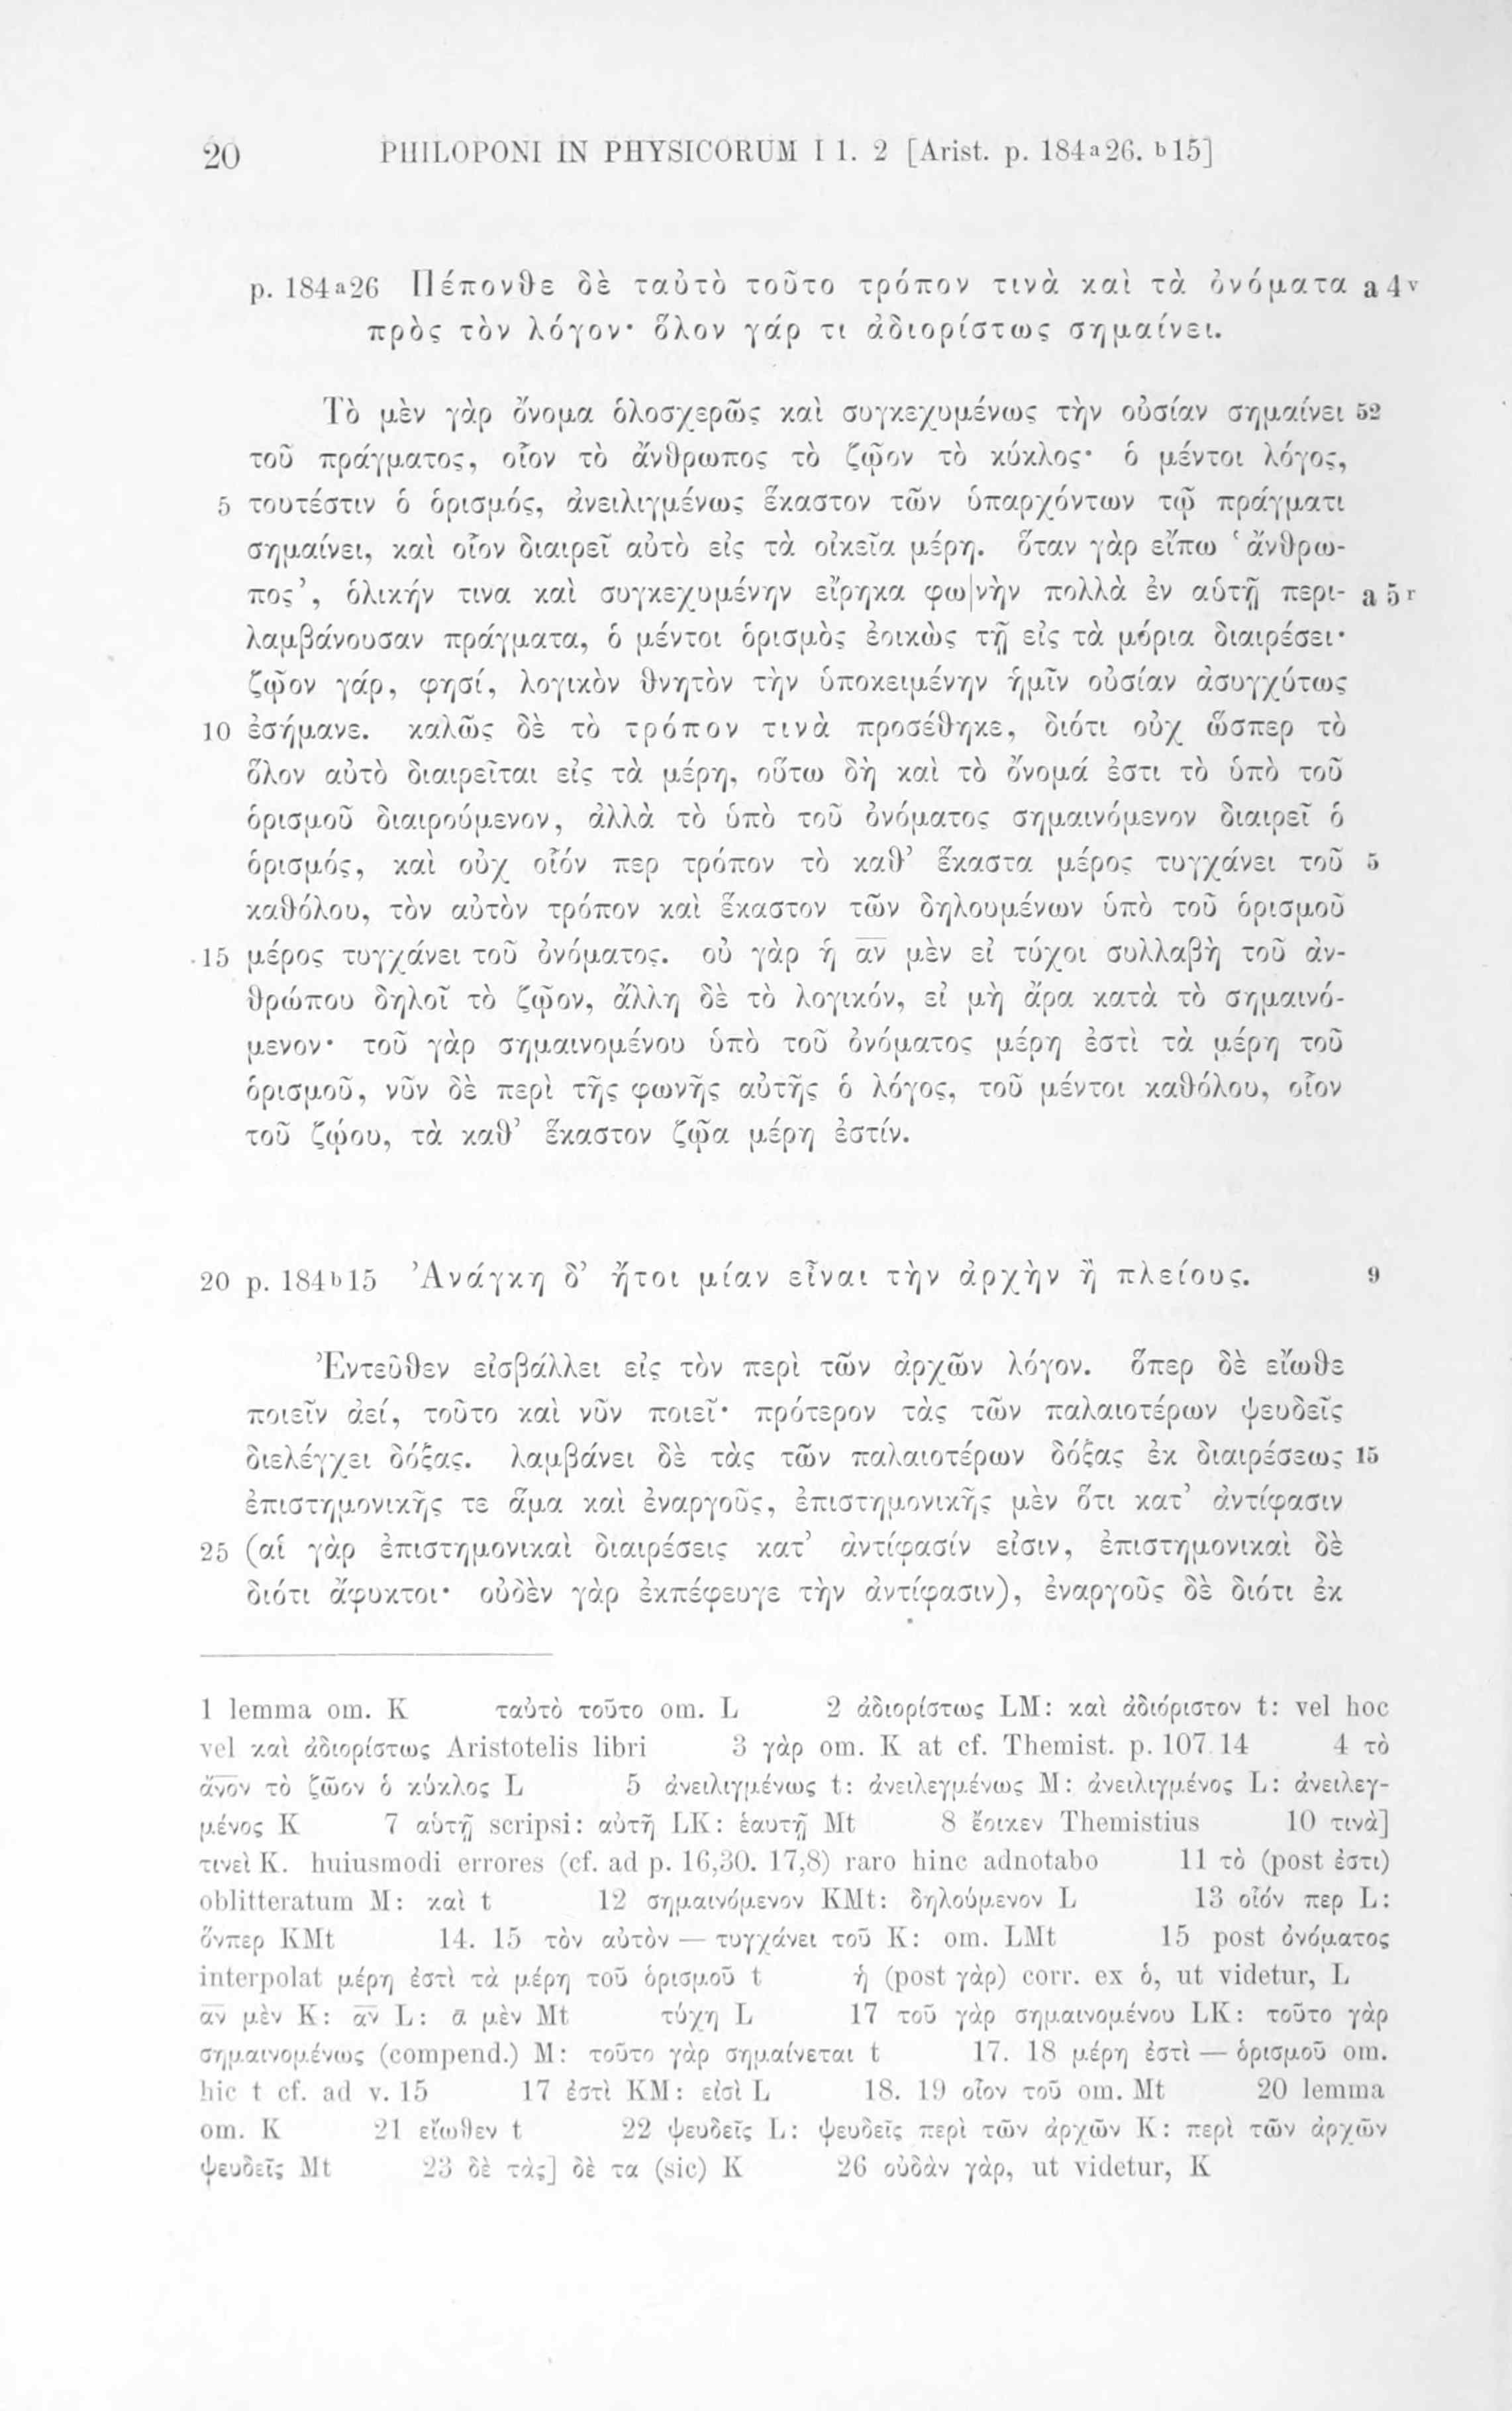 20 PHILOPONI IN PHYSICORUM I 1. 2 [Arist. p. 184a26. b15]
p. 184a26 Πέπονθε δὲ ταὐτὸ τοῦτο τρόπον τινὰ καὶ τὰ ὀνόματα a 4v
πρὸς τὸν λόγον· ὅλον γάρ τι ἀδιορίστως σημαίνει.
Τὸ μὲν γὰρ ὄνομα ὁλοσχερῶς καὶ συγκεχυμένως τὴν οὐσίαν σημαίνει 52
τοῦ πράγματος, οἷον τὸ ἄνθρωπος τὸ ζῷον τὸ κύκλος· ὁ μέντοι λόγος,
5 τουτέστιν ὁ ὁρισμός, ἀνειλιγμένως ἕκαστον τῶν ὑπαρχόντων τῷ πράγματι
σημαίνει, καὶ οἷον διαιρεῖ αὐτὸ εἰς τὰ οἰκεῖα μέρη. ὅταν γὰρ εἴπω ‘ἄνθρω-
πος’, ὁλικήν τινα καὶ συγκεχυμένην εἴρηκα φω|νὴν πολλὰ ἐν αὑτῇ περι- a 5r
λαμβάνουσαν πράγματα, ὁ μέντοι ὁρισμὸς ἐοικὼς τῇ εἰς τὰ μόρια διαιρέσει·
ζῷον γάρ, φησί, λογικὸν θνητὸν τὴν ὑποκειμένην ἡμῖν οὐσίαν ἀσυγχύτως
10 ἐσήμανε. καλῶς δὲ τὸ τρόπον τινὰ προσέθηκε, διότι οὐχ ὥσπερ τὸ
ὅλον αὐτὸ διαιρεῖται εἰς τὰ μέρη, οὕτω δὴ καὶ τὸ ὄνομά ἐστι τὸ ὑπὸ τοῦ
ὁρισμοῦ διαιρούμενον, ἀλλὰ τὸ ὑπὸ τοῦ ὀνόματος σημαινόμενον διαιρεῖ ὁ
ὁρισμός, καὶ οὐχ οἷόν περ τρόπον τὸ καθ’ ἕκαστα μέρος τυγχάνει τοῦ 5
καθόλου, τὸν αὐτὸν τρόπον καὶ ἕκαστον τῶν δηλουμένων ὑπὸ τοῦ ὁρισμοῦ
15 μέρος τυγχάνει τοῦ ὀνόματος. οὐ γὰρ ἡ α̅ν̅ μὲν εἰ τύχοι συλλαβὴ τοῦ ἀν-
θρώπου δηλοῖ τὸ ζῷον, ἄλλη δὲ τὸ λογικόν, εἰ μὴ ἄρα κατὰ τὸ σημαινό-
μενον· τοῦ γὰρ σημαινομένου ὑπὸ τοῦ ὀνόματος μέρη ἐστὶ τὰ μέρη τοῦ
ὁρισμοῦ, νῦν δὲ περὶ τῆς φωνῆς αὐτῆς ὁ λόγος, τοῦ μέντοι καθόλου, οἷον
τοῦ ζῴου, τὰ καθ’ ἕκαστον ζῷα μέρη ἐστίν.
20 p. 184b15 Ἀνάγκη δ’ ἤτοι μίαν εἶναι τὴν ἀρχὴν ἢ πλείους. 9
Ἐντεῦθεν εἰσβάλλει εἰς τὸν περὶ τῶν ἀρχῶν λόγον. ὅπερ δὲ εἴωθε
ποιεῖν ἀεί, τοῦτο καὶ νῦν ποιεῖ· πρότερον τὰς τῶν παλαιοτέρων ψευδεῖς
διελέγχει δόξας. λαμβάνει δὲ τὰς τῶν παλαιοτέρων δόξας ἐκ διαιρέσεως 15
ἐπιστημονικῆς τε ἅμα καὶ ἐναργοῦς, ἐπιστημονικῆς μὲν ὅτι κατ’ ἀντίφασιν
25 (αἱ γὰρ ἐπιστημονικαὶ διαιρέσεις κατ’ ἀντίφασίν εἰσιν, ἐπιστημονικαὶ δὲ
διότι ἄφυκτοι· οὐδὲν γὰρ ἐκπέφευγε τὴν ἀντίφασιν), ἐναργοῦς δὲ διότι ἐκ
1 lemma om. K ταὐτὸ τοῦτο om. L 2 ἀδιορίστως LM: καὶ ἀδιόριστον t: vel hoc
vel καὶ ἀδιορίστως Aristotelis libri 3 γὰρ om. K at cf. Themist. p. 107,14 4 τὸ
ἄ̅ν̅ο̅ν τὸ ζῶον ὁ κύκλος L 5 ἀνειλιγμένως t: ἀνειλεγμένως M: ἀνειλιγμένος L: ἀνειλεγ-
μένος K 7 αὑτῇ scripsi: αὐτῆ LK: ἑαυτῇ Mt 8 ἔοικεν Themistius 10 τινὰ]
τινεὶ K. huiusmodi errores (cf. ad p. 16,30. 17,8) raro hinc adnotabo 11 τὸ (post ἐστι)
oblitteratum M: καὶ t 12 σημαινόμενον KMt: δηλούμενον L 13 οἷόν περ L:
ὅνπερ KMt 14. 15 τὸν αὐτὸν — τυγχάνει τοῦ K: om. LMt 15 post ὀνόματος
interpolat μέρη ἐστὶ τὰ μέρη τοῦ ὁρισμοῦ t ἡ (post γὰρ) corr. ex ὁ, ut videtur, L
α̅ν̅ μὲν K: α̅ν̅ L: α̅ μὲν Mt τύχη L 17 τοῦ γὰρ σημαινομένου LK: τοῦτο γὰρ
σημαινομένως (compend.) M: τοῦτο γὰρ σημαίνεται t 17. 18 μέρη ἐστὶ — ὁρισμοῦ om.
hic t cf. ad v. 15 17 ἐστὶ KM: εἰσὶ L 18. 19 οἷον τοῦ om. Mt 20 lemma
om. K 21 εἴωθεν t 22 ψευδεῖς L: ψευδεῖς περὶ τῶν ἀρχῶν K: περὶ τῶν ἀρχῶν
ψευδεῖς Mt 23 δὲ τὰς] δὲ τα (sic) K 26 οὐδὰν γὰρ, ut videtur, K